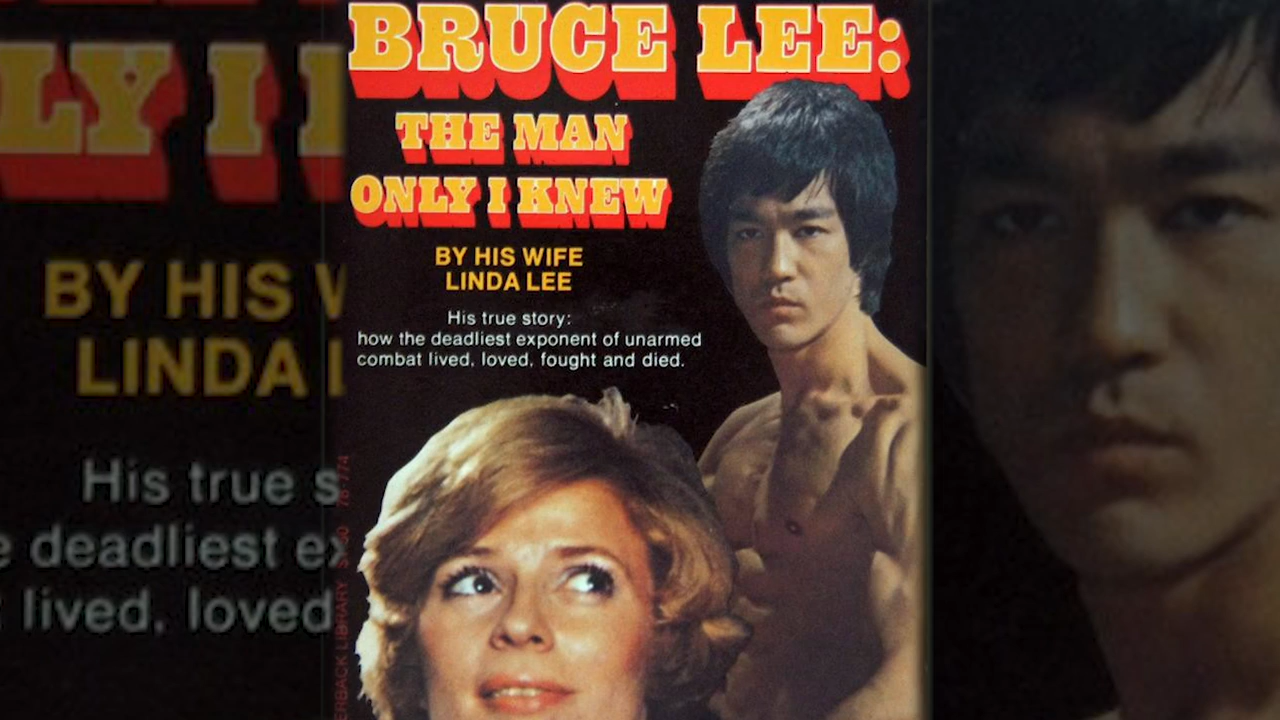 BRUCE LEE:
THE MAN
ONLY I KNEW
BY HIS WIFE
LINDA LEE
His true story:
how the deadliest exponent of unarmed
combat lived, loved, fought and died.
LY I
BY HIS
LINDA
His true
deadliest
lived, loved